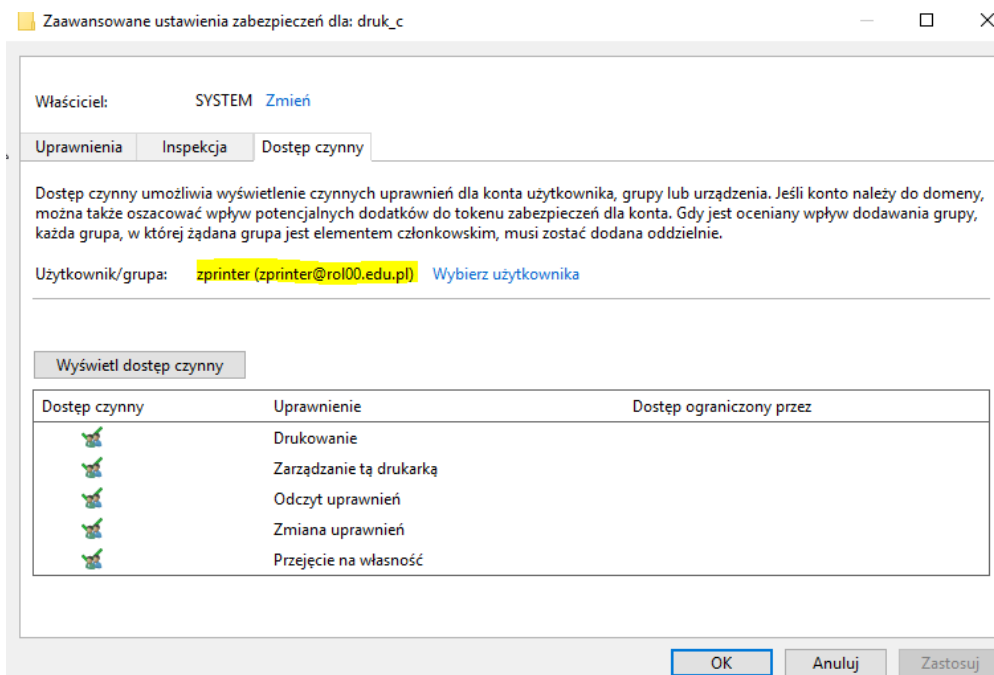 Zaawansowane ustawienia zabezpieczeń dla: druk_c
Właściciel: SYSTEM Zmień
Uprawnienia Inspekcja Dostęp czynny
Dostęp czynny umożliwia wyświetlenie czynnych uprawnień dla konta użytkownika, grupy lub urządzenia. Jeśli konto należy do domeny,
można także oszacować wpływ potencjalnych dodatków do tokenu zabezpieczeń dla konta. Gdy jest oceniany wpływ dodawania grupy,
każda grupa, w której żądana grupa jest elementem członkowskim, musi zostać dodana oddzielnie.
Użytkownik/grupa: zprinter (zprinter@rol00.edu.pl) Wybierz użytkownika
Wyświetl dostęp czynny
Dostęp czynny Uprawnienie Dostęp ograniczony przez
Drukowanie
Zarządzanie tą drukarką
Odczyt uprawnień
Zmiana uprawnień
Przejęcie na własność
OK Anuluj Zastosuj